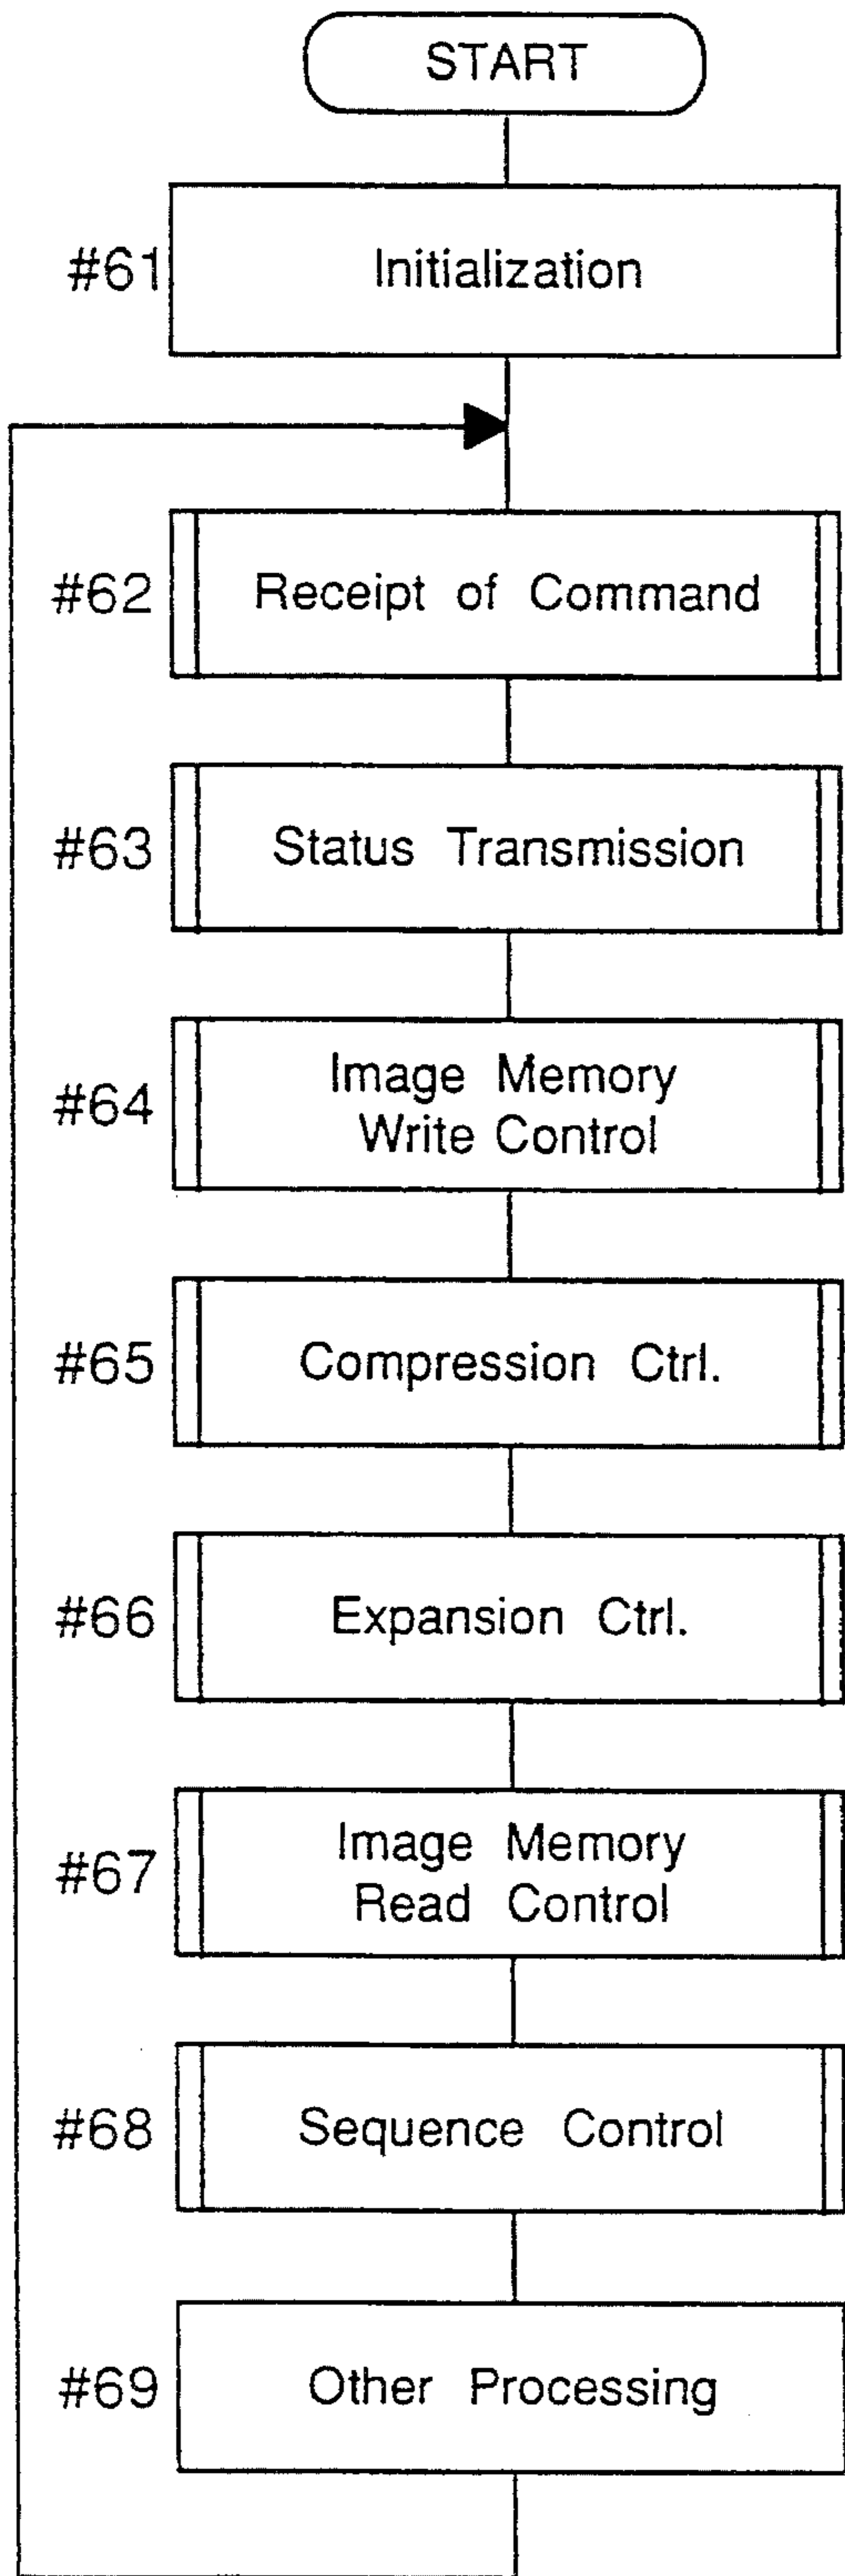 START
#61 Initialization
#62 Receipt of Command
#63 Status Transmission
#64 Image Memory
Write Control
#65 Compression Ctrl.
#66 Expansion Ctrl.
#67 Image Memory
Read Control
#68 Sequence Control
#69 Other Processing